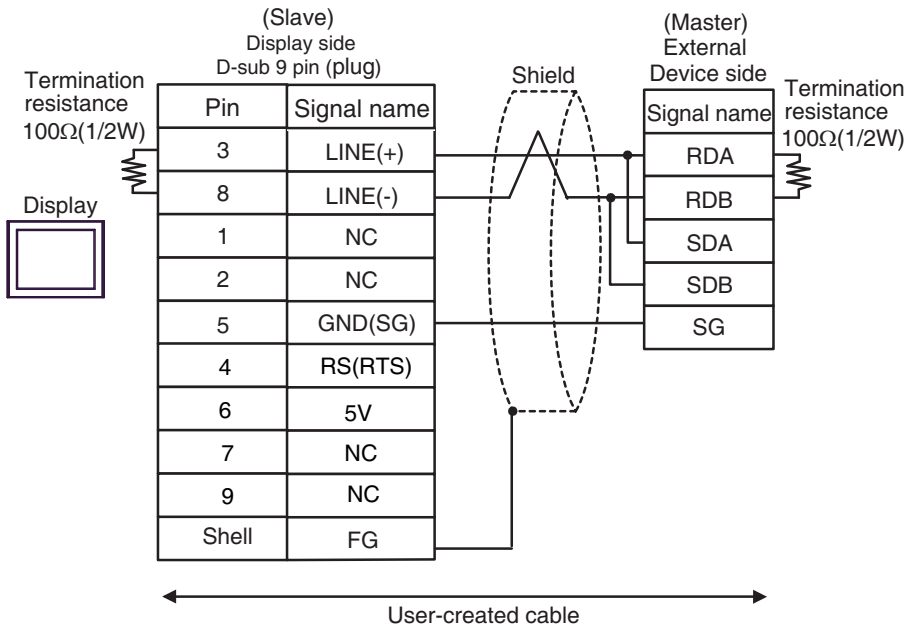 (Slave)
Display side
D-sub 9 pin (plug)
(Master)
External
Device side
Termination
resistance
100Ω(1/2W)
Shield
Termination
resistance
100Ω(1/2W)
Display
Pin Signal name
3 LINE(+)
8 LINE(-)
1 NC
2 NC
5 GND(SG)
4 RS(RTS)
6 5V
7 NC
9 NC
Shell FG
Signal name
RDA
RDB
SDA
SDB
SG
User-created cable